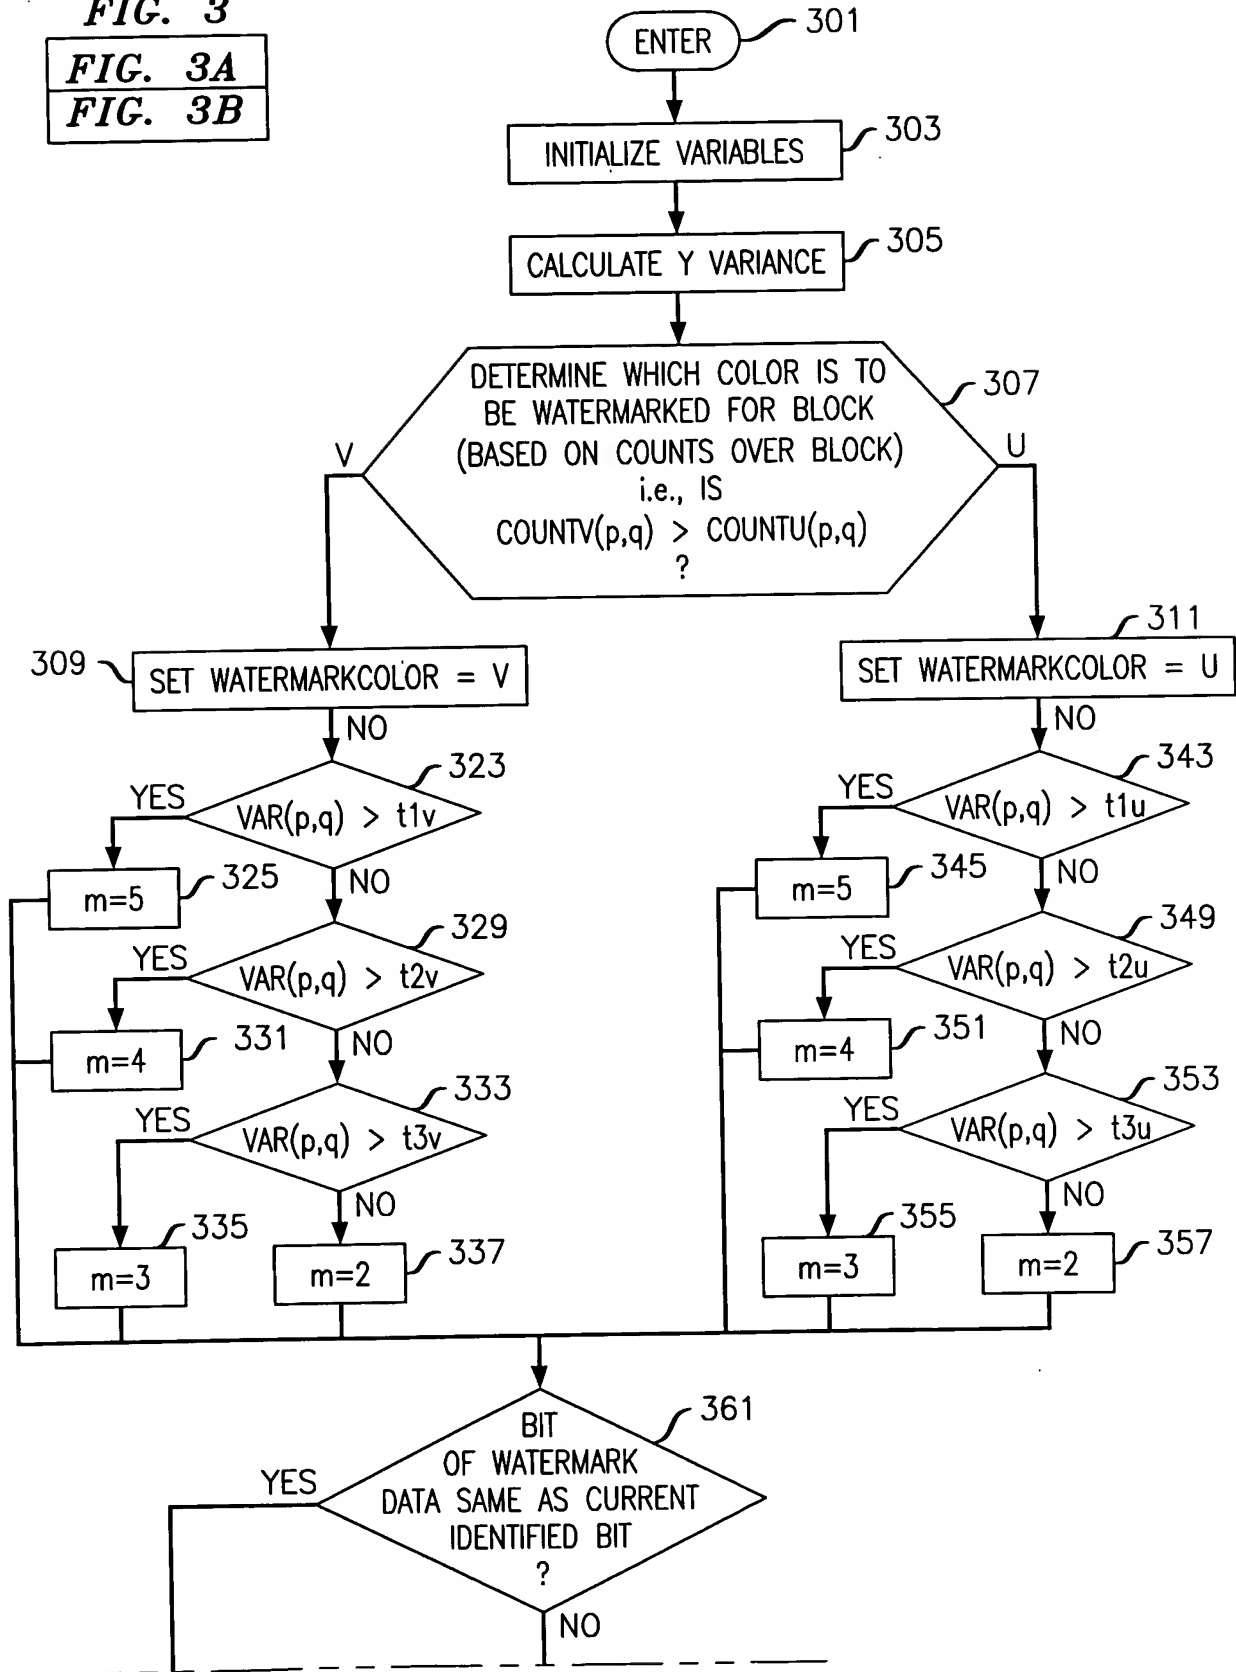 FIG. 3
FIG. 3A
FIG. 3B
ENTER
301
INITIALIZE VARIABLES
303
CALCULATE Y VARIANCE
305
DETERMINE WHICH COLOR IS TO
BE WATERMARKED FOR BLOCK
(BASED ON COUNTS OVER BLOCK)
i.e., IS
COUNTV(p,q) > COUNTU(p,q)
?
307
V
U
309
SET WATERMARKCOLOR = V
NO
323
YES
VAR(p,q) > t1v
m=5
325
NO
329
YES
VAR(p,q) > t2v
m=4
331
NO
333
YES
VAR(p,q) > t3v
NO
335
m=3
m=2
337
311
SET WATERMARKCOLOR = U
NO
343
YES
VAR(p,q) > t1u
m=5
345
NO
349
YES
VAR(p,q) > t2u
m=4
351
NO
353
YES
VAR(p,q) > t3u
NO
355
m=3
m=2
357
361
BIT
OF WATERMARK
DATA SAME AS CURRENT
IDENTIFIED BIT
?
YES
NO